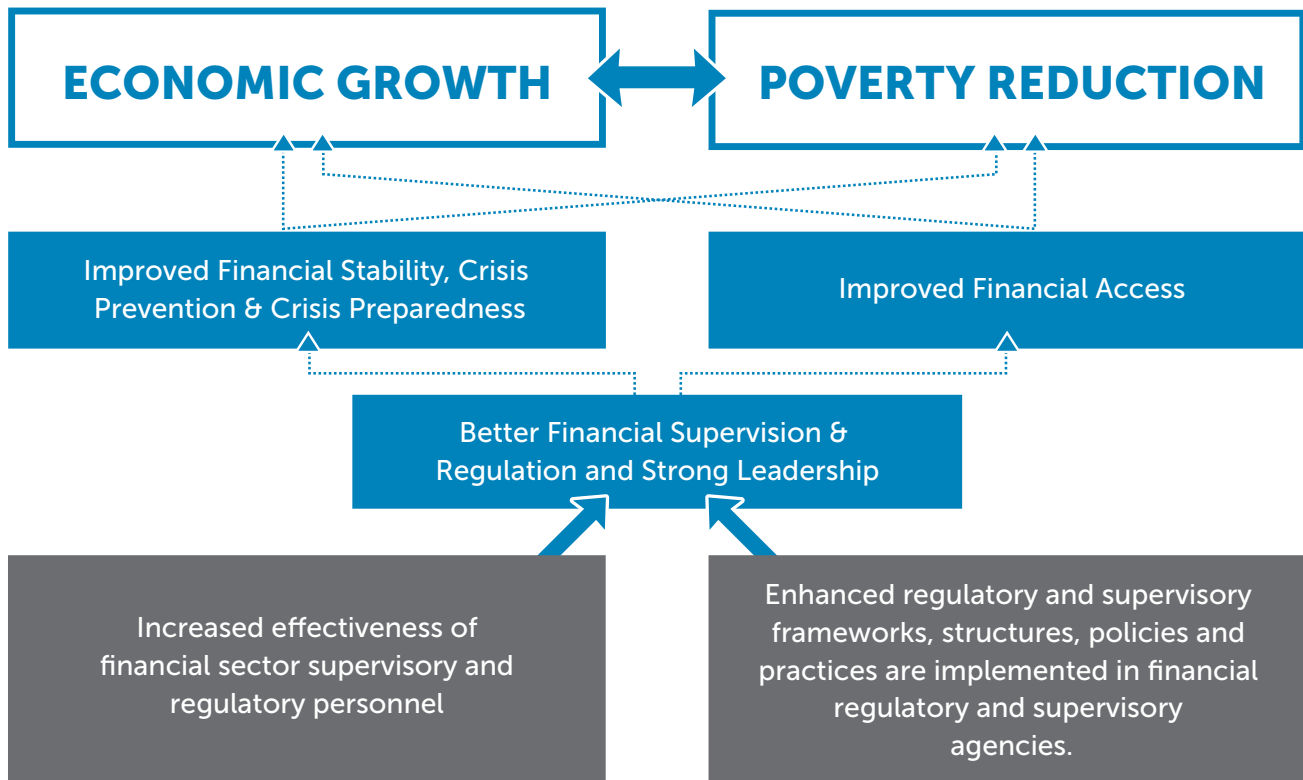 ECONOMIC GROWTH
POVERTY REDUCTION
Improved Financial Stability, Crisis
Prevention & Crisis Preparedness
Improved Financial Access
Better Financial Supervision &
Regulation and Strong Leadership
Increased effectiveness of
financial sector supervisory and
regulatory personnel
Enhanced regulatory and supervisory
frameworks, structures, policies and
practices are implemented in financial
regulatory and supervisory
agencies.